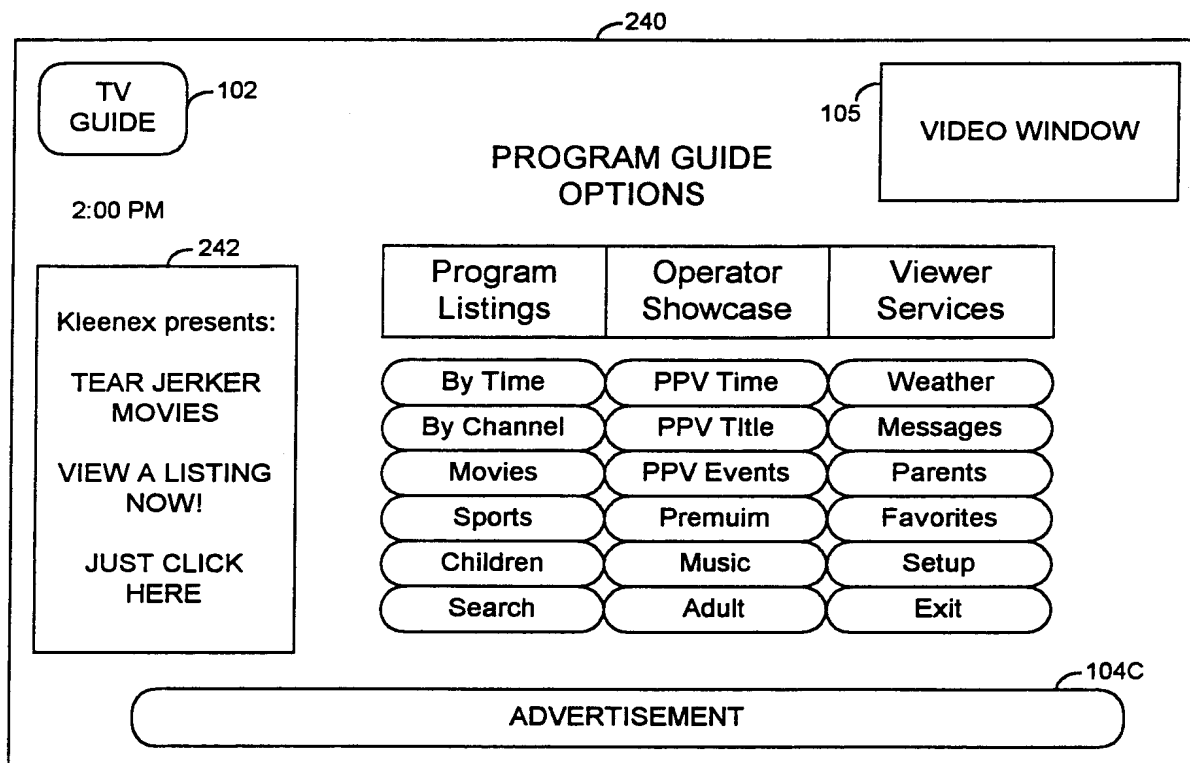 240
TV
GUIDE
102
105
VIDEO WINDOW
PROGRAM GUIDE
OPTIONS
2:00 PM
242
Kleenex presents:
TEAR JERKER
MOVIES
VIEW A LISTING
NOW!
JUST CLICK
HERE
Program
Listings
Operator
Showcase
Viewer
Services
By Time
PPV Time
Weather
By Channel
PPV Title
Messages
Movies
PPV Events
Parents
Sports
Premuim
Favorites
Children
Music
Setup
Search
Adult
Exit
104C
ADVERTISEMENT